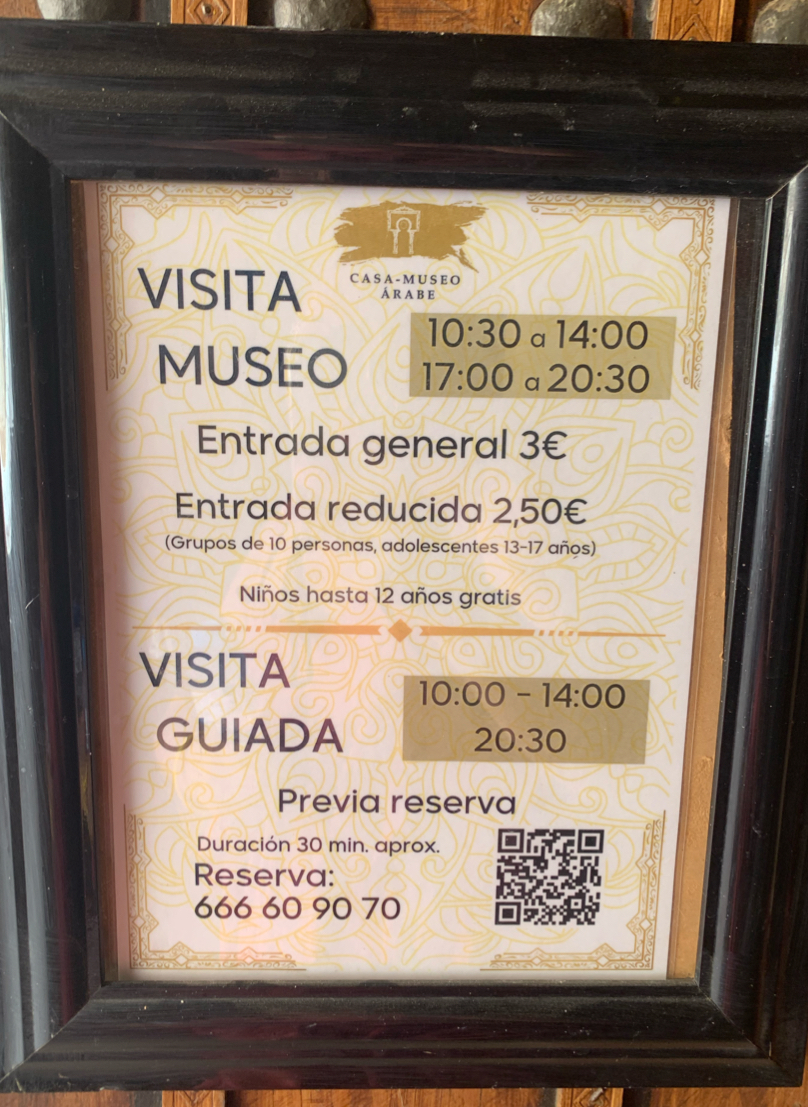 CASA-MUSEO
ÁRABE
VISITA
MUSEO
10:30 a 14:00
17:00 a 20:30
Entrada general 3€
Entrada reducida 2,50€
(Grupos de 10 personas, adolescentes 13-17 años)
Niños hasta 12 años gratis
VISITA
GUIADA
10:00 - 14:00
20:30
Previa reserva
Duración 30 min. aprox.
Reserva:
666 60 90 70